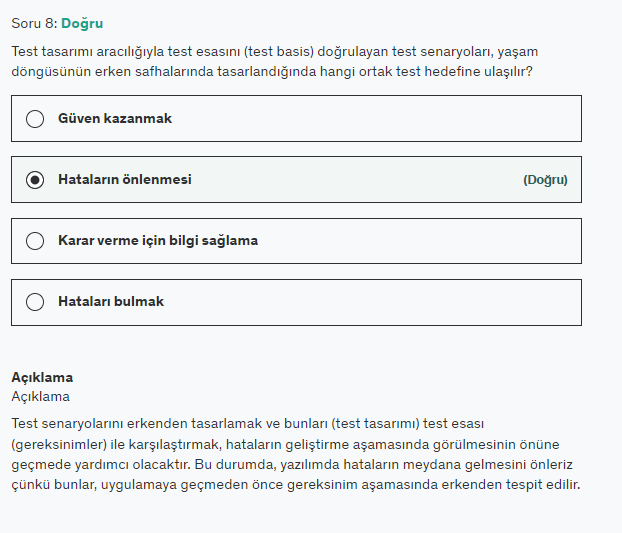 Soru 8: Doğru
Test tasarımı aracılığıyla test esasını (test basis) doğrulayan test senaryoları, yaşam
döngüsünün erken safhalarında tasarlandığında hangi ortak test hedefine ulaşılır?
Güven kazanmak
Hataların önlenmesi (Doğru)
Karar verme için bilgi sağlama
Hataları bulmak
Açıklama
Açıklama
Test senaryolarını erkenden tasarlamak ve bunları (test tasarımı) test esası
(gereksinimler) ile karşılaştırmak, hataların geliştirme aşamasında görülmesinin önüne
geçmede yardımcı olacaktır. Bu durumda, yazılımda hataların meydana gelmesini önleriz
çünkü bunlar, uygulamaya geçmeden önce gereksinim aşamasında erkenden tespit edilir.